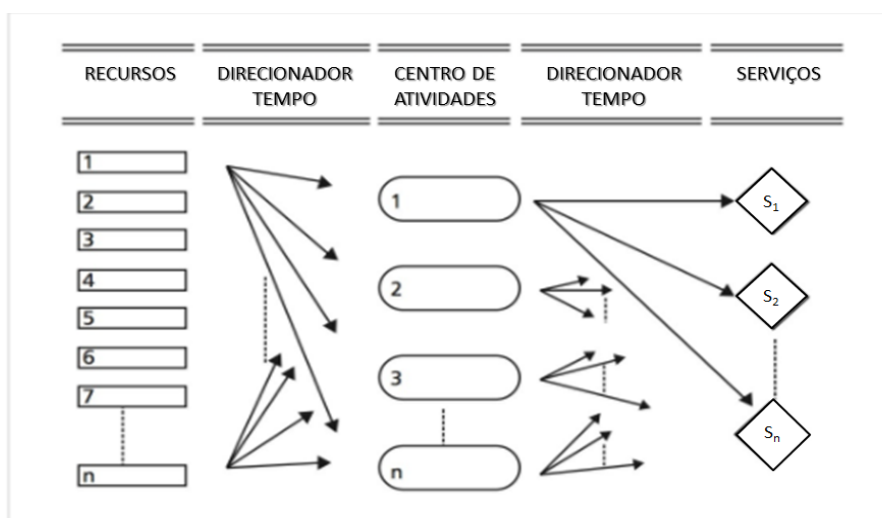 RECURSOS
DIRECIONADOR
TEMPO
CENTRO DE
ATIVIDADES
DIRECIONADOR
TEMPO
SERVIÇOS
1
2
3
4
5
6
7
n
1
2
3
n
S1
S2
Sn